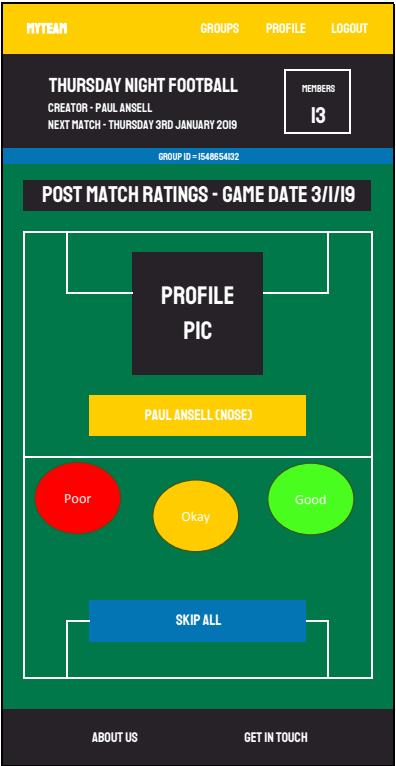 MYTEAM
GROUPS PROFILE LOGOUT
THURSDAY NIGHT FOOTBALL
CREATOR - PAUL ANSELL
NEXT MATCH - THURSDAY 3RD JANUARY 2019
MEMBERS
13
GROUP ID = 1548654132
POST MATCH RATINGS - GAME DATE 3/1/19
PROFILE
PIC
PAUL ANSELL (NOSE)
Poor
Okay
Good
SKIP ALL
ABOUT US
GET IN TOUCH